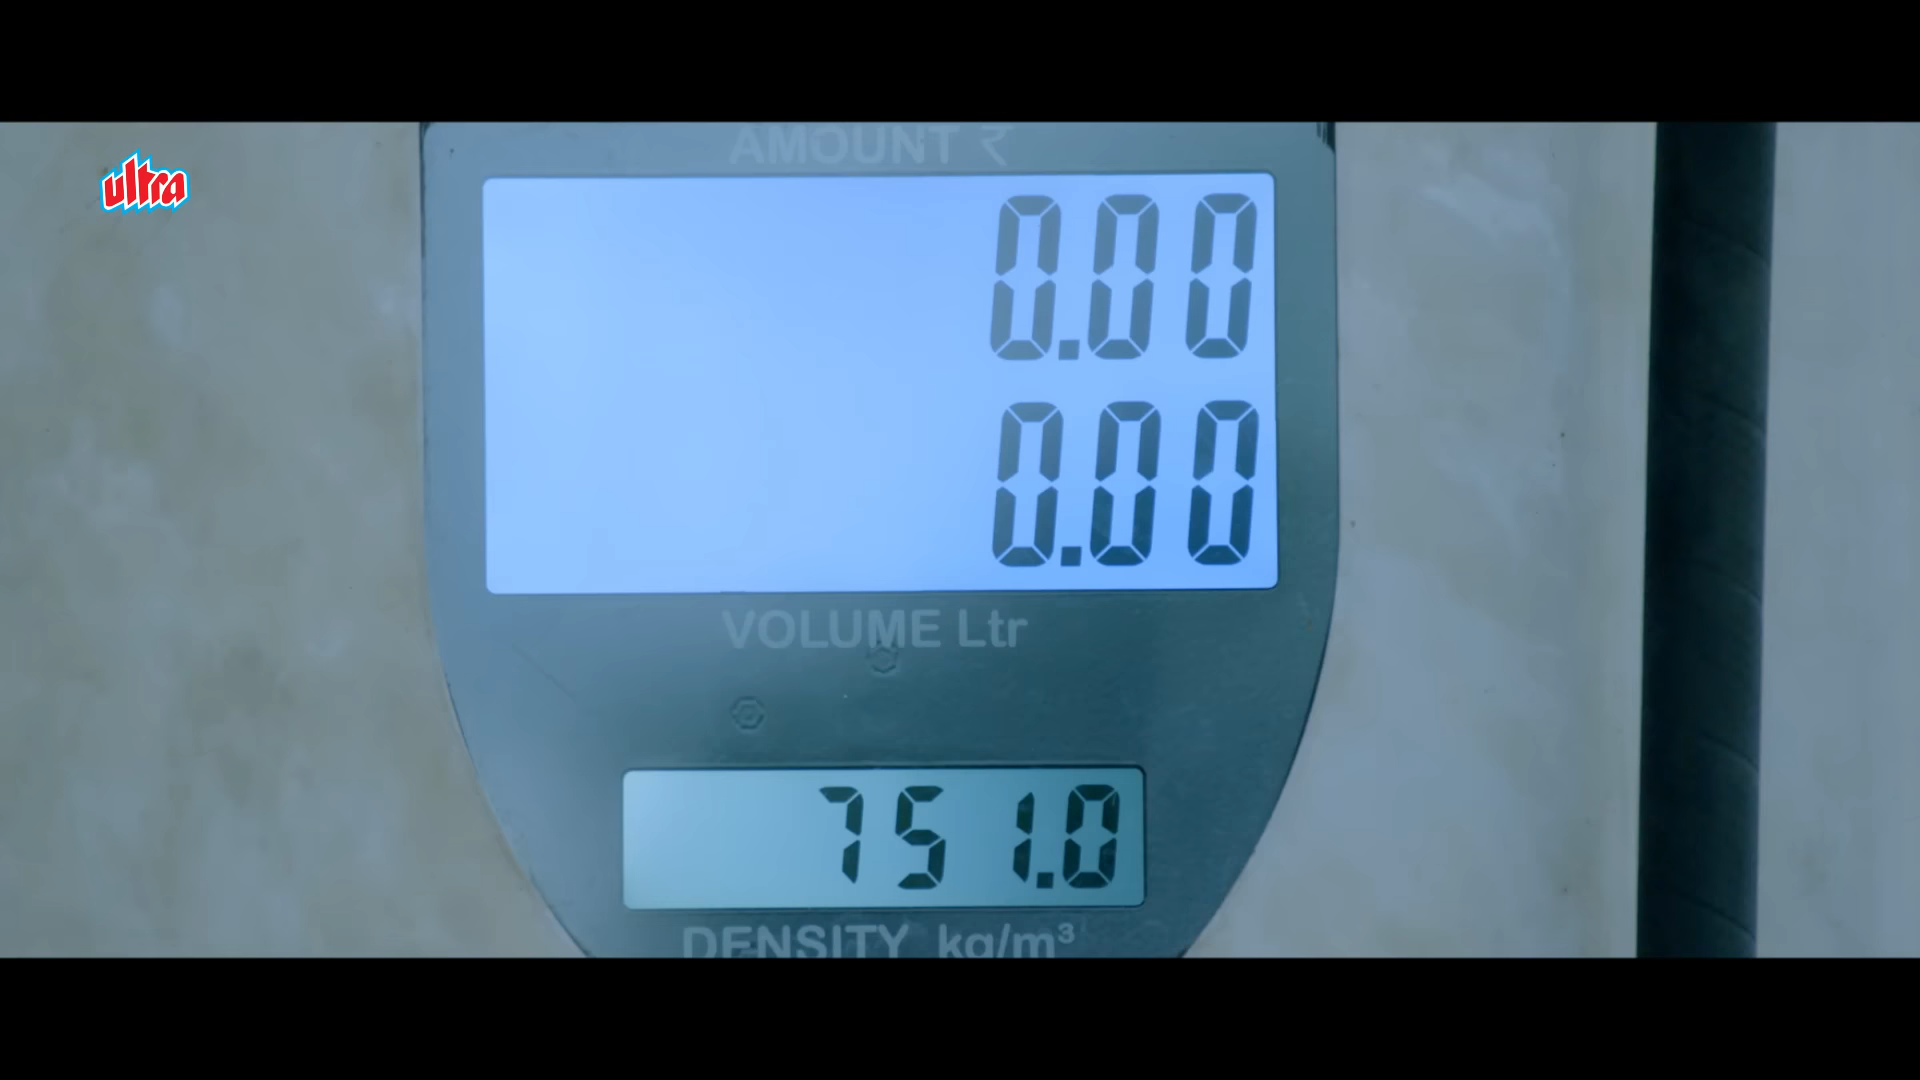 ultra
AMOUNT ₹
0.00
0.00
VOLUME Ltr
751.0
DENSITY kg/m³